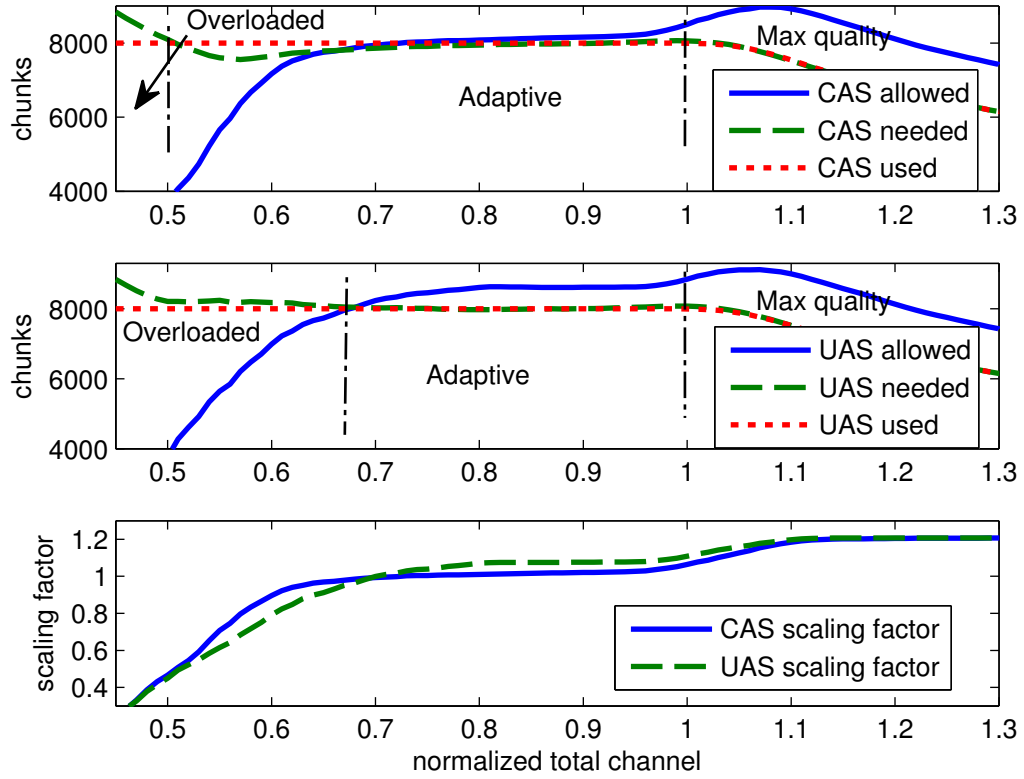 Overloaded
Max quality
8000
6000
4000
chunks
Adaptive
CAS allowed
CAS needed
CAS used
0.5 0.6 0.7 0.8 0.9 1 1.1 1.2 1.3
8000
6000
4000
chunks
Overloaded
Adaptive
Max quality
UAS allowed
UAS needed
UAS used
0.5 0.6 0.7 0.8 0.9 1 1.1 1.2 1.3
1.2
1
0.8
0.6
0.4
scaling factor
CAS scaling factor
UAS scaling factor
0.5 0.6 0.7 0.8 0.9 1 1.1 1.2 1.3
normalized total channel